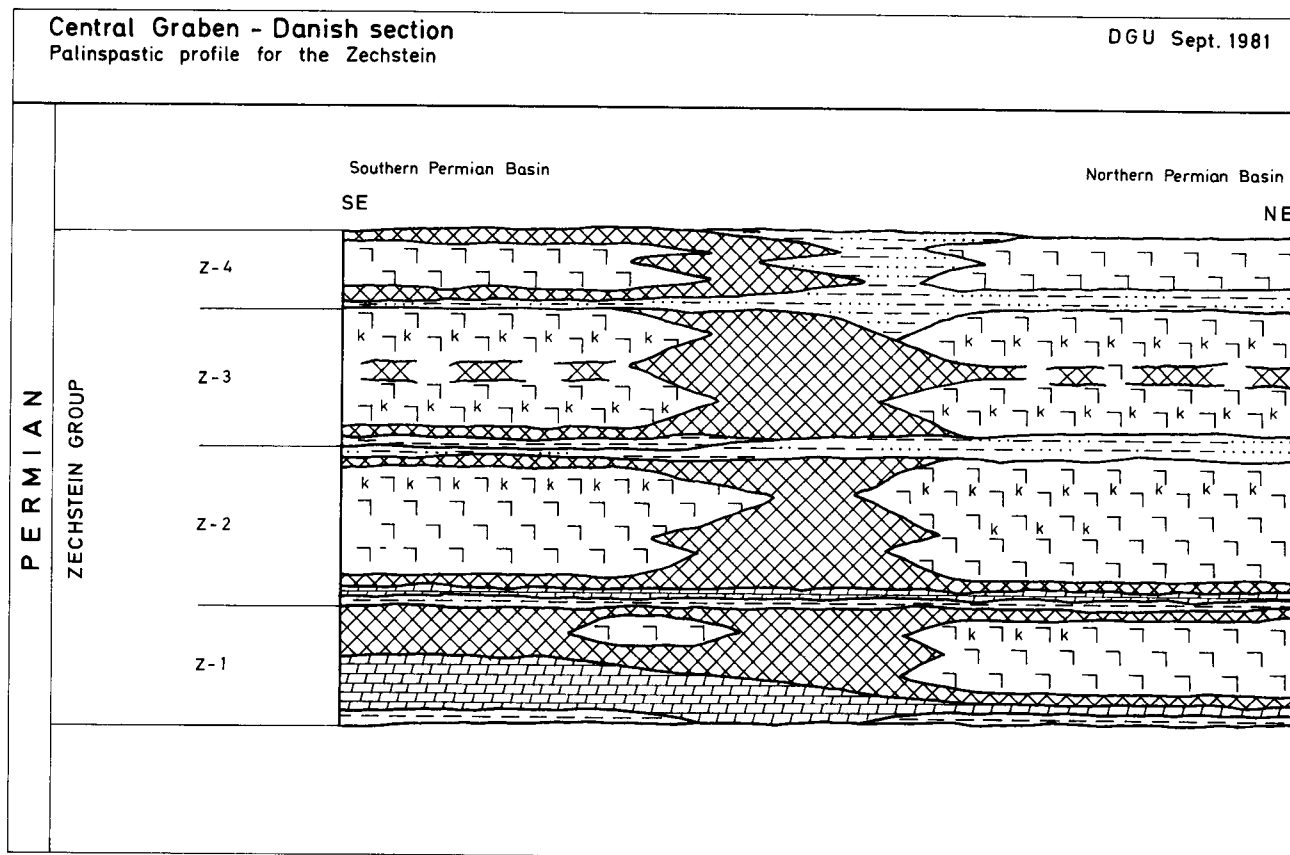 Central Graben - Danish section
Palinspastic profile for the Zechstein
DGU Sept. 1981
Southern Permian Basin
Northern Permian Basin
SE
NE
PERMIAN
ZECHSTEIN GROUP
Z-4
Z-3
k k k k k k k k k k k k k
k k k k k k k k k k k k k k
Z-2
k k k k k k k k k k k k k
k k k
Z-1
k k k